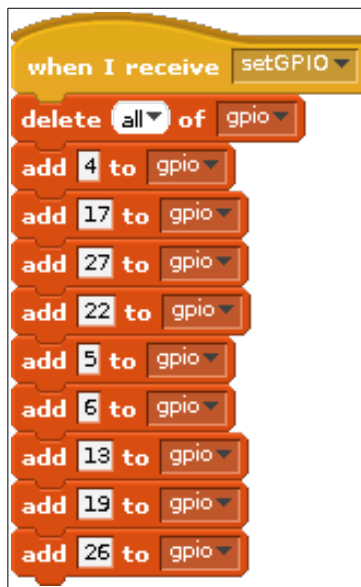 when I receive setGPIO
delete all of gpio
add 4 to gpio
add 17 to gpio
add 27 to gpio
add 22 to gpio
add 5 to gpio
add 6 to gpio
add 13 to gpio
add 19 to gpio
add 26 to gpio